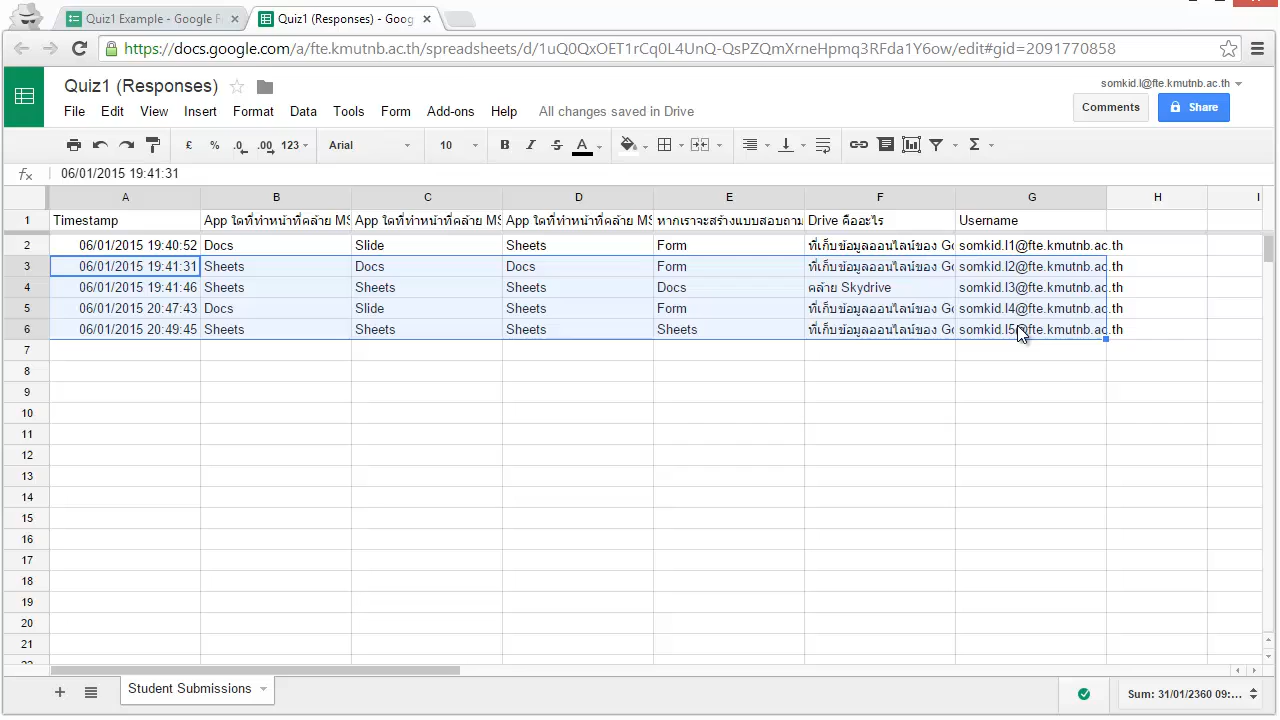 Quiz1 Example - Google F
Quiz1 (Responses) - Goog
https://docs.google.com/a/fte.kmutnb.ac.th/spreadsheets/d/1uQ0QxOET1rCq0L4UnQ-QsPZQmXrneHpmq3RFda1Y6ow/edit#gid=2091770858
Quiz1 (Responses)
somkid.l@fte.kmutnb.ac.th
File Edit View Insert Format Data Tools Form Add-ons Help All changes saved in Drive
Comments Share
£ % .0 .00 123 Arial 10 B I S A Σ
fx 06/01/2015 19:41:31
A B C D E F G H I
1 Timestamp App ใดที่ทำหน้าที่คล้าย MS App ใดที่ทำหน้าที่คล้าย MS App ใดที่ทำหน้าที่คล้าย MS หากเราจะสร้างแบบสอบถาม Drive คืออะไร Username
2 06/01/2015 19:40:52 Docs Slide Sheets Form ที่เก็บข้อมูลออนไลน์ของ Go somkid.l1@fte.kmutnb.ac.th
3 06/01/2015 19:41:31 Sheets Docs Docs Form ที่เก็บข้อมูลออนไลน์ของ Go somkid.l2@fte.kmutnb.ac.th
4 06/01/2015 19:41:46 Sheets Sheets Sheets Docs คล้าย Skydrive somkid.l3@fte.kmutnb.ac.th
5 06/01/2015 20:47:43 Docs Slide Sheets Form ที่เก็บข้อมูลออนไลน์ของ Go somkid.l4@fte.kmutnb.ac.th
6 06/01/2015 20:49:45 Sheets Sheets Sheets Sheets ที่เก็บข้อมูลออนไลน์ของ Go somkid.l5@fte.kmutnb.ac.th
7
8
9
10
11
12
13
14
15
16
17
18
19
20
21
Student Submissions
Sum: 31/01/2360 09:...